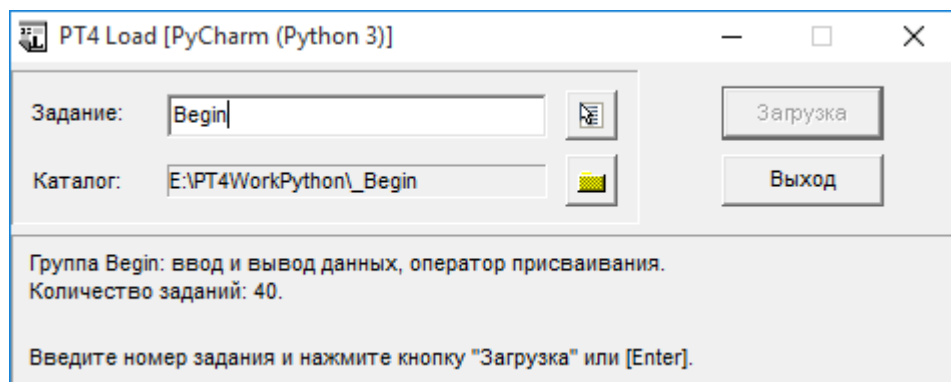 PT4 Load [PyCharm (Python 3)]
Задание: Begin
Загрузка
Каталог: E:\PT4WorkPython\_Begin
Выход
Группа Begin: ввод и вывод данных, оператор присваивания.
Количество заданий: 40.
Введите номер задания и нажмите кнопку "Загрузка" или [Enter].